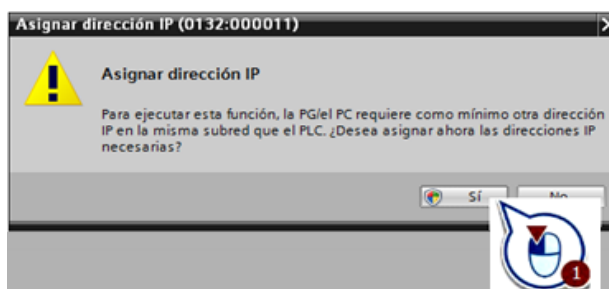 Asignar dirección IP (0132:000011)
Asignar dirección IP
Para ejecutar esta función, la PG/el PC requiere como mínimo otra dirección
IP en la misma subred que el PLC. ¿Desea asignar ahora las direcciones IP
necesarias?
Sí
No
1